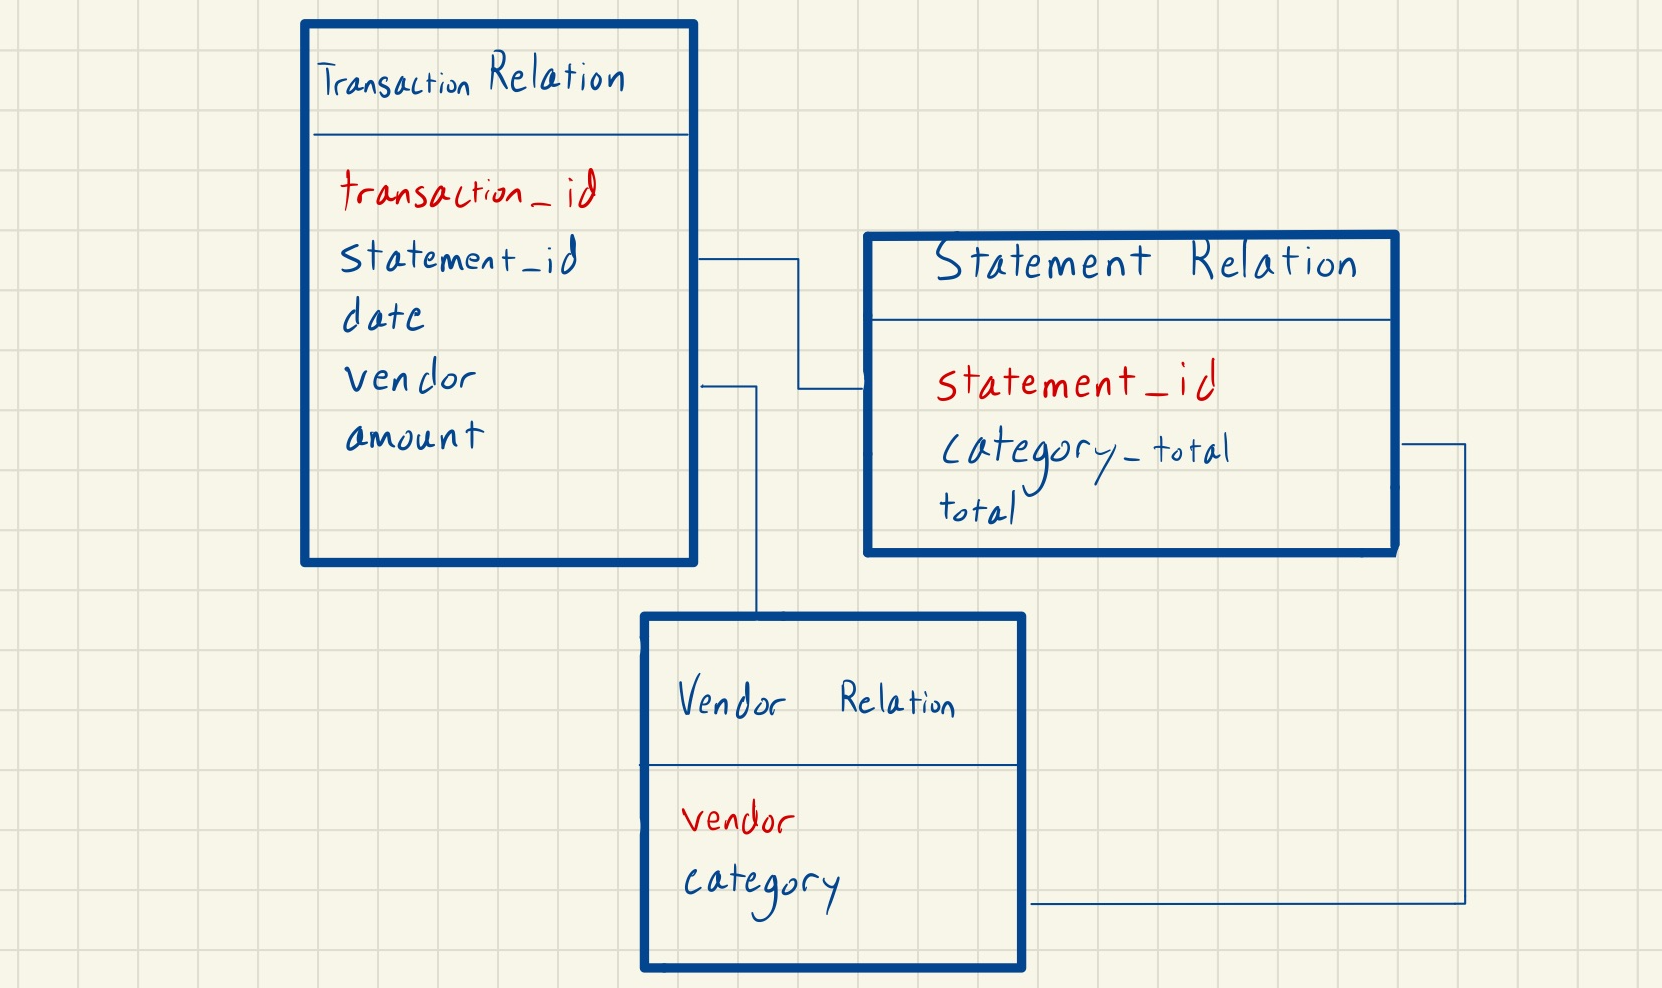 Transaction Relation
transaction_id
statement_id
date
vendor
amount
Statement Relation
statement_id
category_total
total
Vendor Relation
vendor
category